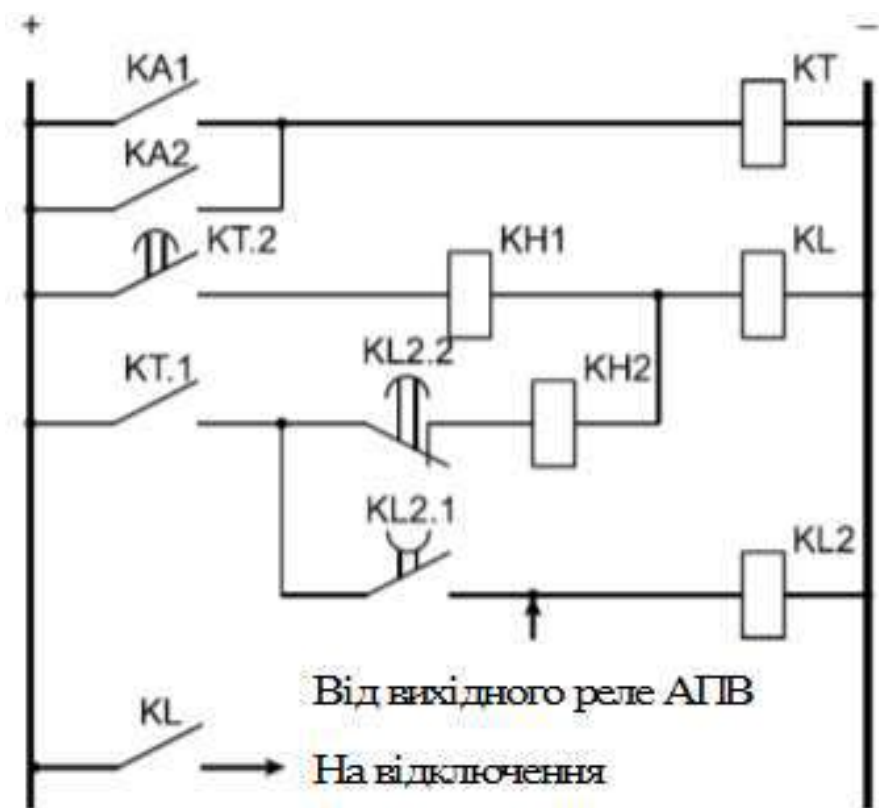 + –
KA1 KT
KA2
KT.2 KH1 KL
KT.1 KL2.2 KH2
KL2.1 KL2
Від вихідного реле АПВ
KL
На відключення